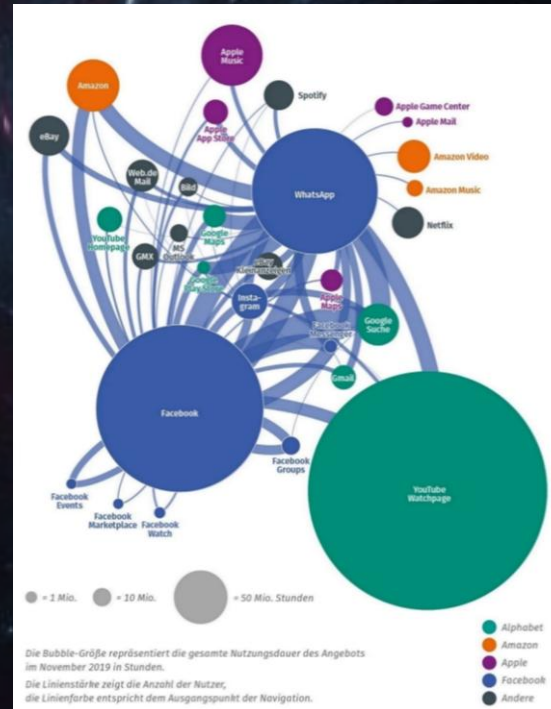 Apple
Music
Amazon
Spotify
Apple Game Center
Apple Mail
Apple
App Store
eBay
Amazon Video
Web.de
Mail
Bild
WhatsApp
Amazon Music
Netflix
YouTube
Homepage
Google
Maps
MS
Outlook
GMX
eBay
Kleinanzeigen
Apple
Maps
Insta-
gram
Facebook
Messenger
Google
Suche
Gmail
Facebook
YouTube
Watchpage
Facebook
Groups
Facebook
Events
Facebook
Marketplace
Facebook
Watch
= 1 Mio.
= 10 Mio.
= 50 Mio. Stunden
Die Bubble-Größe repräsentiert die gesamte Nutzungsdauer des Angebots
im November 2019 in Stunden.
Die Linienstärke zeigt die Anzahl der Nutzer,
die Linienfarbe entspricht dem Ausgangspunkt der Navigation.
Alphabet
Amazon
Apple
Facebook
Andere